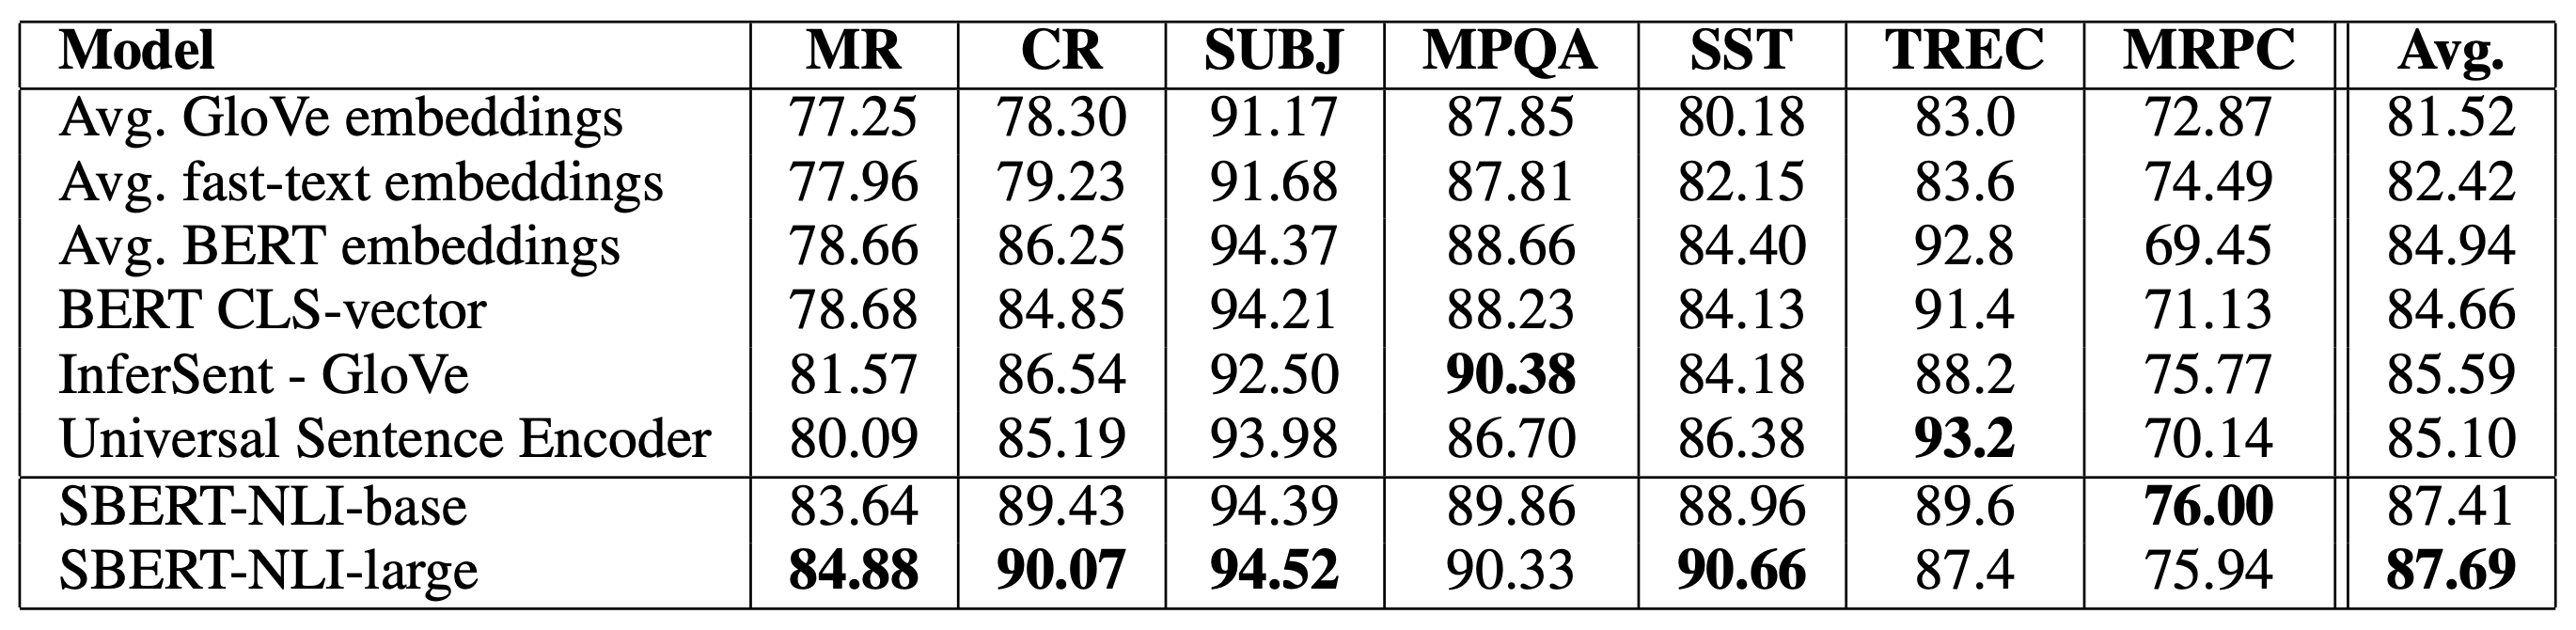 Model MR CR SUBJ MPQA SST TREC MRPC Avg.
Avg. GloVe embeddings 77.25 78.30 91.17 87.85 80.18 83.0 72.87 81.52
Avg. fast-text embeddings 77.96 79.23 91.68 87.81 82.15 83.6 74.49 82.42
Avg. BERT embeddings 78.66 86.25 94.37 88.66 84.40 92.8 69.45 84.94
BERT CLS-vector 78.68 84.85 94.21 88.23 84.13 91.4 71.13 84.66
InferSent - GloVe 81.57 86.54 92.50 90.38 84.18 88.2 75.77 85.59
Universal Sentence Encoder 80.09 85.19 93.98 86.70 86.38 93.2 70.14 85.10
SBERT-NLI-base 83.64 89.43 94.39 89.86 88.96 89.6 76.00 87.41
SBERT-NLI-large 84.88 90.07 94.52 90.33 90.66 87.4 75.94 87.69